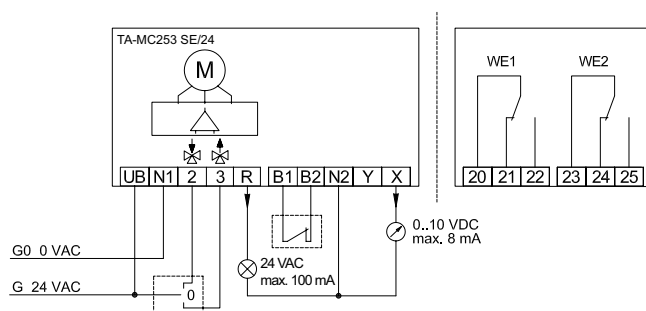 TA-MC253 SE/24
M
WE1
WE2
UB N1 2 3 R B1 B2 N2 Y X
20 21 22 23 24 25
0..10 VDC
max. 8 mA
G0 0 VAC
24 VAC
max. 100 mA
G 24 VAC
0